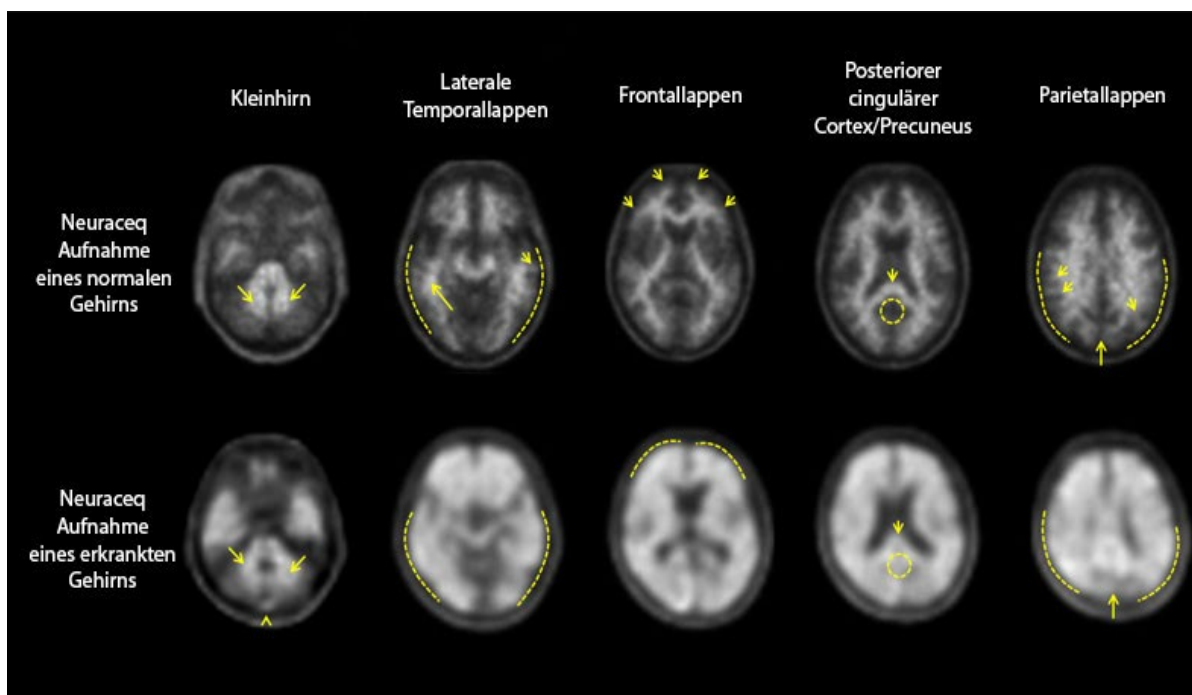 Kleinhirn
Laterale
Temporallappen
Frontallappen
Posteriorer
cingulärer
Cortex/Precuneus
Parietallappen
Neuraceq
Aufnahme
eines normalen
Gehirns
Neuraceq
Aufnahme
eines erkrankten
Gehirns